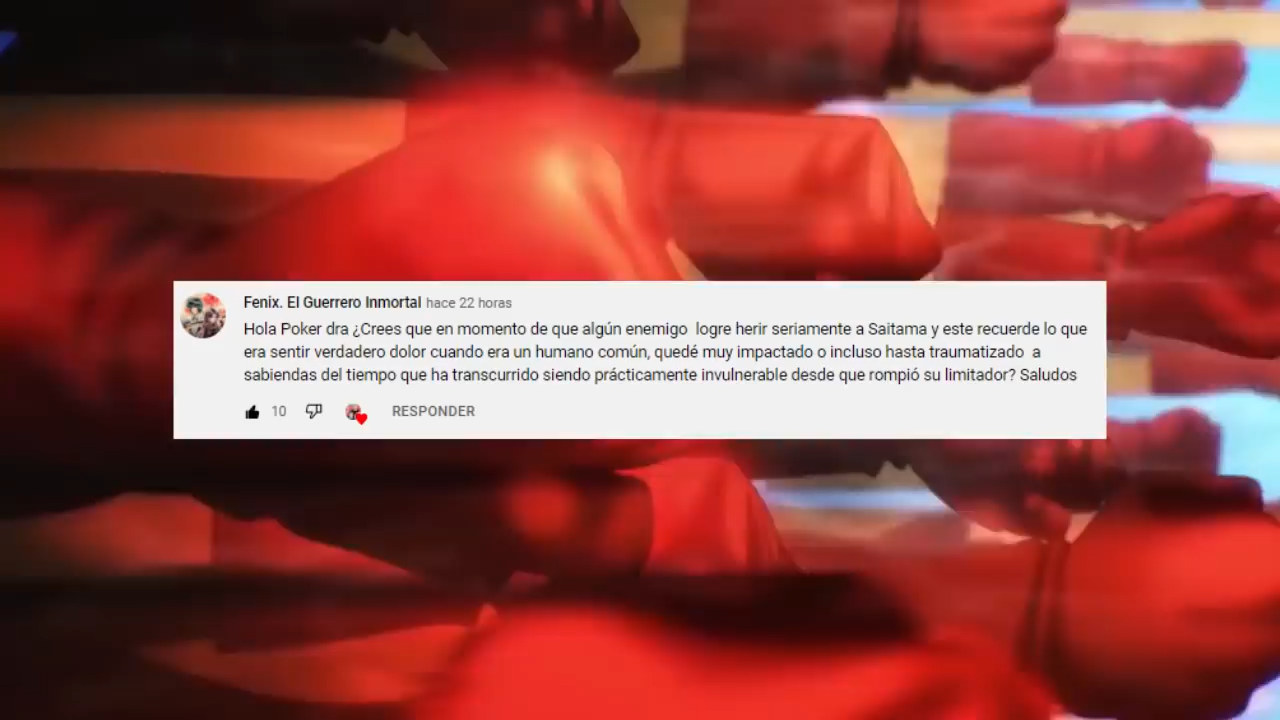 Fenix. El Guerrero Inmortal hace 22 horas
Hola Poker dra ¿Crees que en momento de que algún enemigo  logre herir seriamente a Saitama y este recuerde lo que
era sentir verdadero dolor cuando era un humano común, quedé muy impactado o incluso hasta traumatizado  a
sabiendas del tiempo que ha transcurrido siendo prácticamente invulnerable desde que rompió su limitador? Saludos
10 RESPONDER